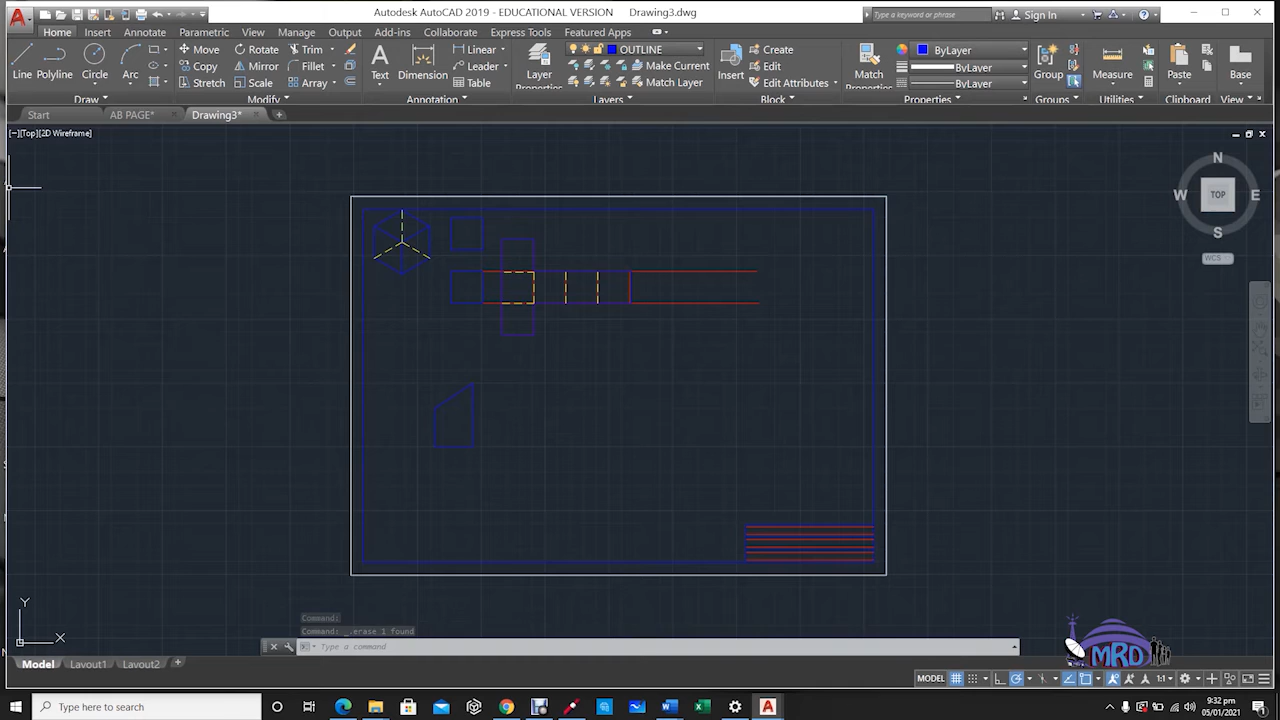 Autodesk AutoCAD 2019 - EDUCATIONAL VERSION Drawing3.dwg
Type a keyword or phrase
Sign In
Home Insert Annotate Parametric View Manage Output Add-ins Collaborate Express Tools Featured Apps
Line Polyline Circle Arc
Move Rotate Trim
Copy Mirror Fillet
Stretch Scale Array
Text Dimension
Linear
Leader
Table
Layer
Properties
OUTLINE
Make Current
Match Layer
Insert
Create
Edit
Edit Attributes
Match
Properties
ByLayer
ByLayer
ByLayer
Group
Measure
Paste
Base
Draw Modify Annotation Layers Block Properties Groups Utilities Clipboard View
Start AB PAGE* Drawing3*
[−][Top][2D Wireframe]
N
W TOP E
S
WCS
Y
X
Command:
Command: _.erase 1 found
Type a command
MRD
Model Layout1 Layout2
MODEL 1:1
Type here to search
9:32 pm
05/01/2021